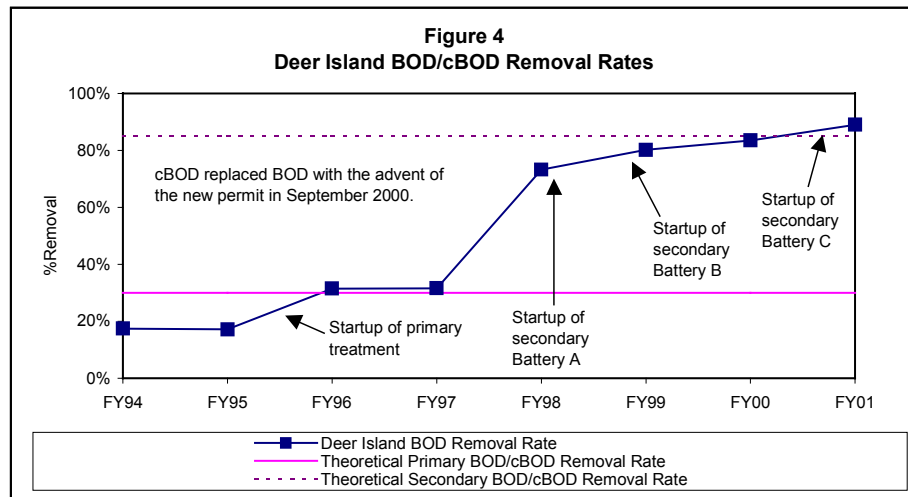 Figure 4
Deer Island BOD/cBOD Removal Rates
100%
80%
60%
40%
20%
0%
%Removal
cBOD replaced BOD with the advent of
the new permit in September 2000.
Startup of primary
treatment
Startup of
secondary
Battery A
Startup of
secondary
Battery B
Startup of
secondary
Battery C
FY94 FY95 FY96 FY97 FY98 FY99 FY00 FY01
Deer Island BOD Removal Rate
Theoretical Primary BOD/cBOD Removal Rate
Theoretical Secondary BOD/cBOD Removal Rate